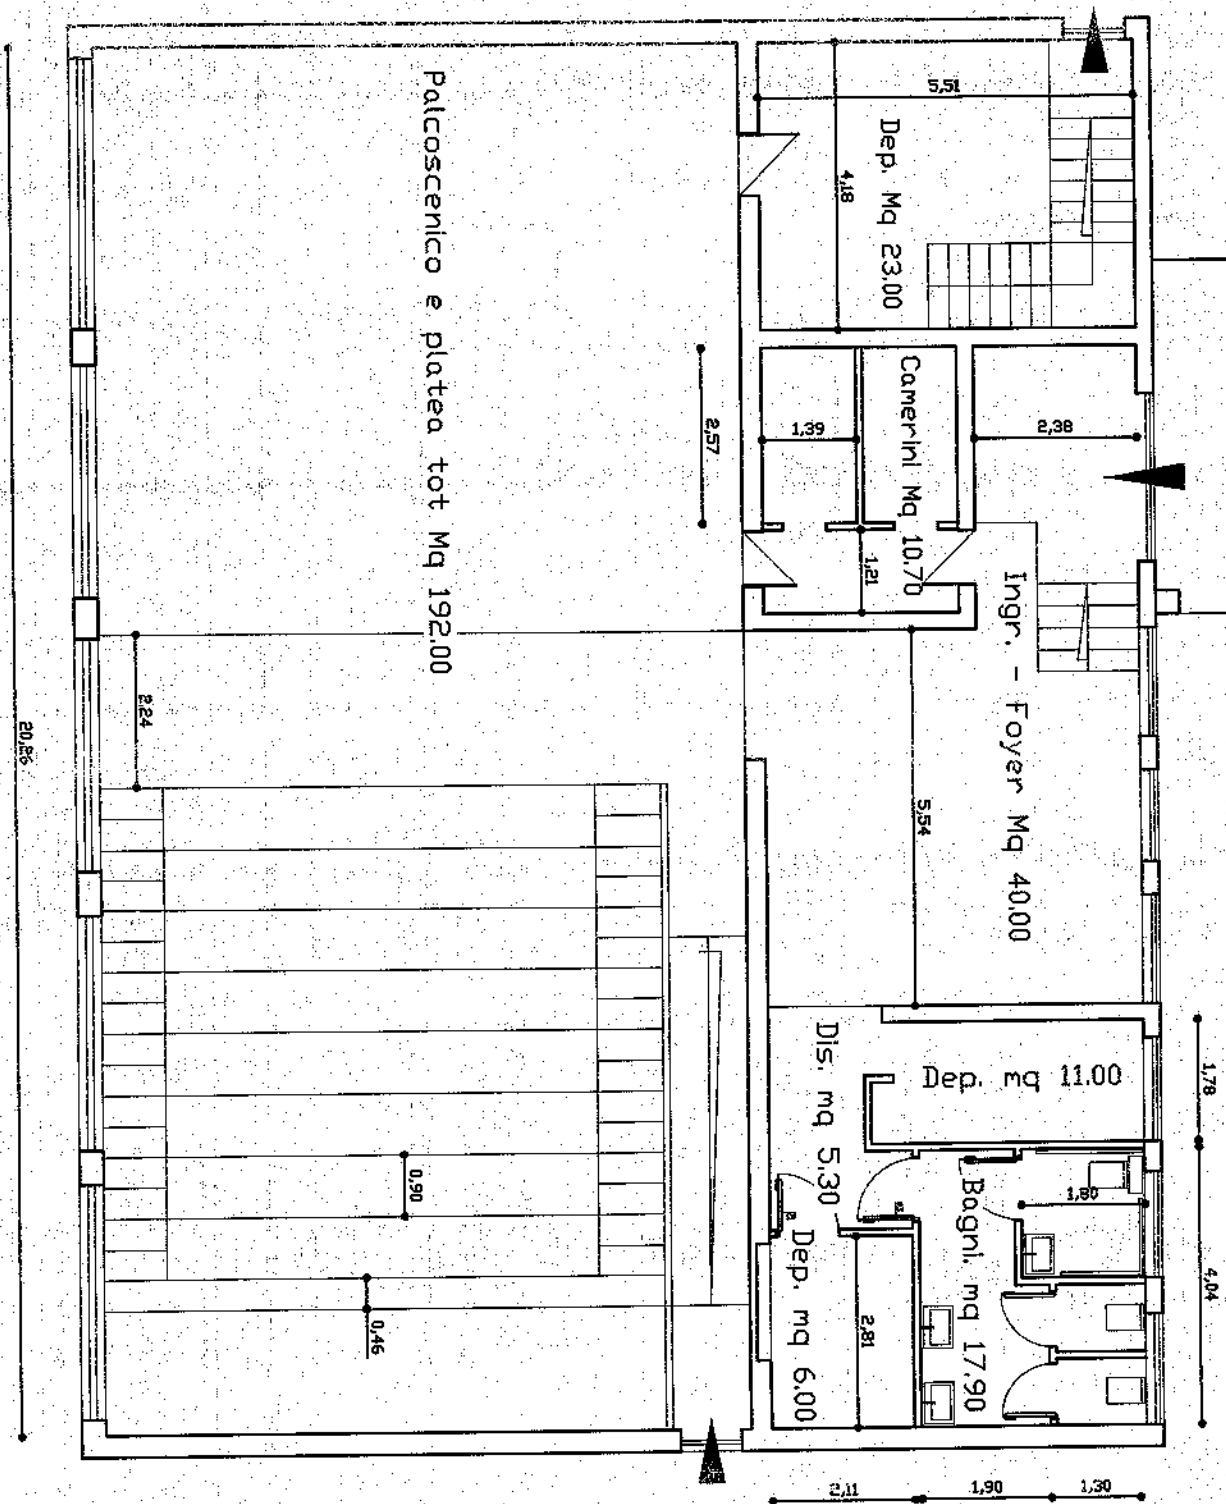 5,51
Dep. Mq 23.00
4,18
Palcoscenico e platea tot Mq 192.00
Camerini Mq 10.70
2,38
1,39
2,57
1,21
Ingr. - Foyer Mq 40.00
2,24
5,54
20,26
Dep. mq 11.00
1,78
Dis. mq 5.30
0,90
1,80
Bagni. mq 17.90
4,04
Dep. mq 6.00
2,81
0,46
2,11
1,90
1,30